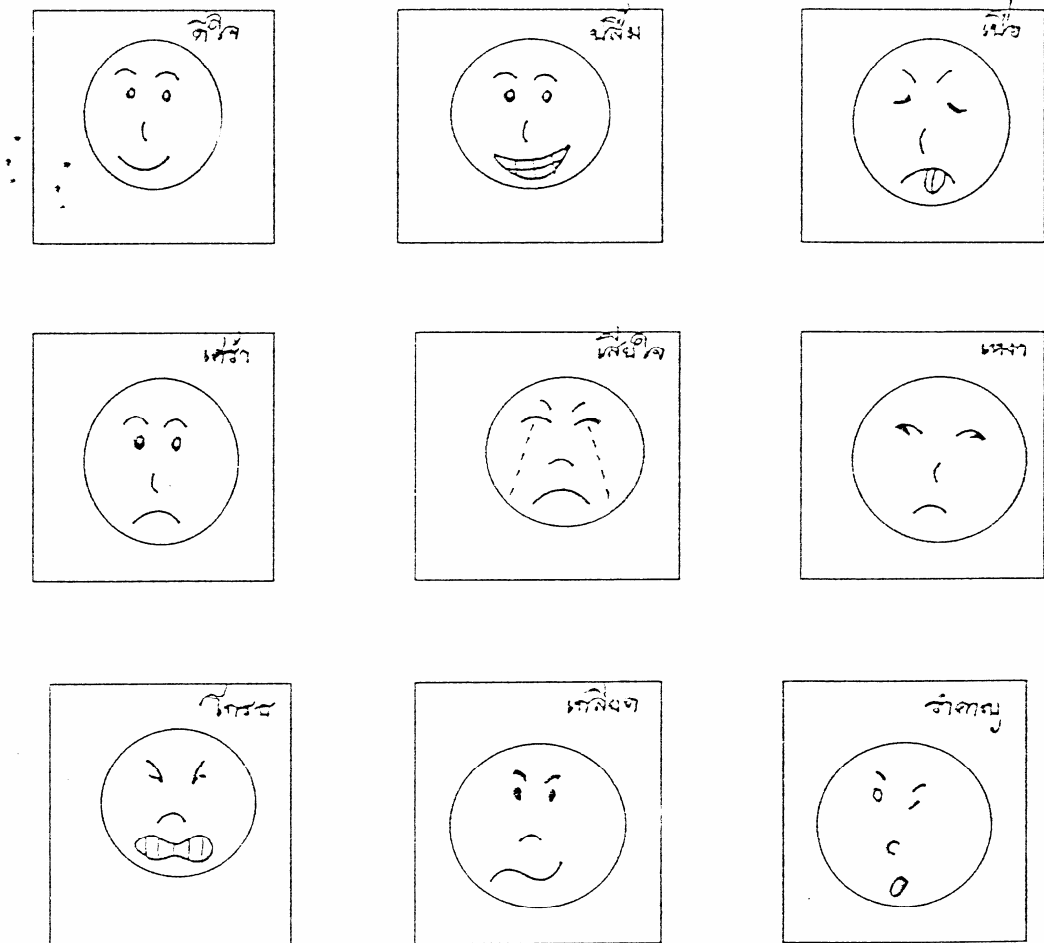 ดีใจ
ปลื้ม
เบื่อ
เศร้า
เสียใจ
เหงา
โกรธ
เกลียด
รำคาญ